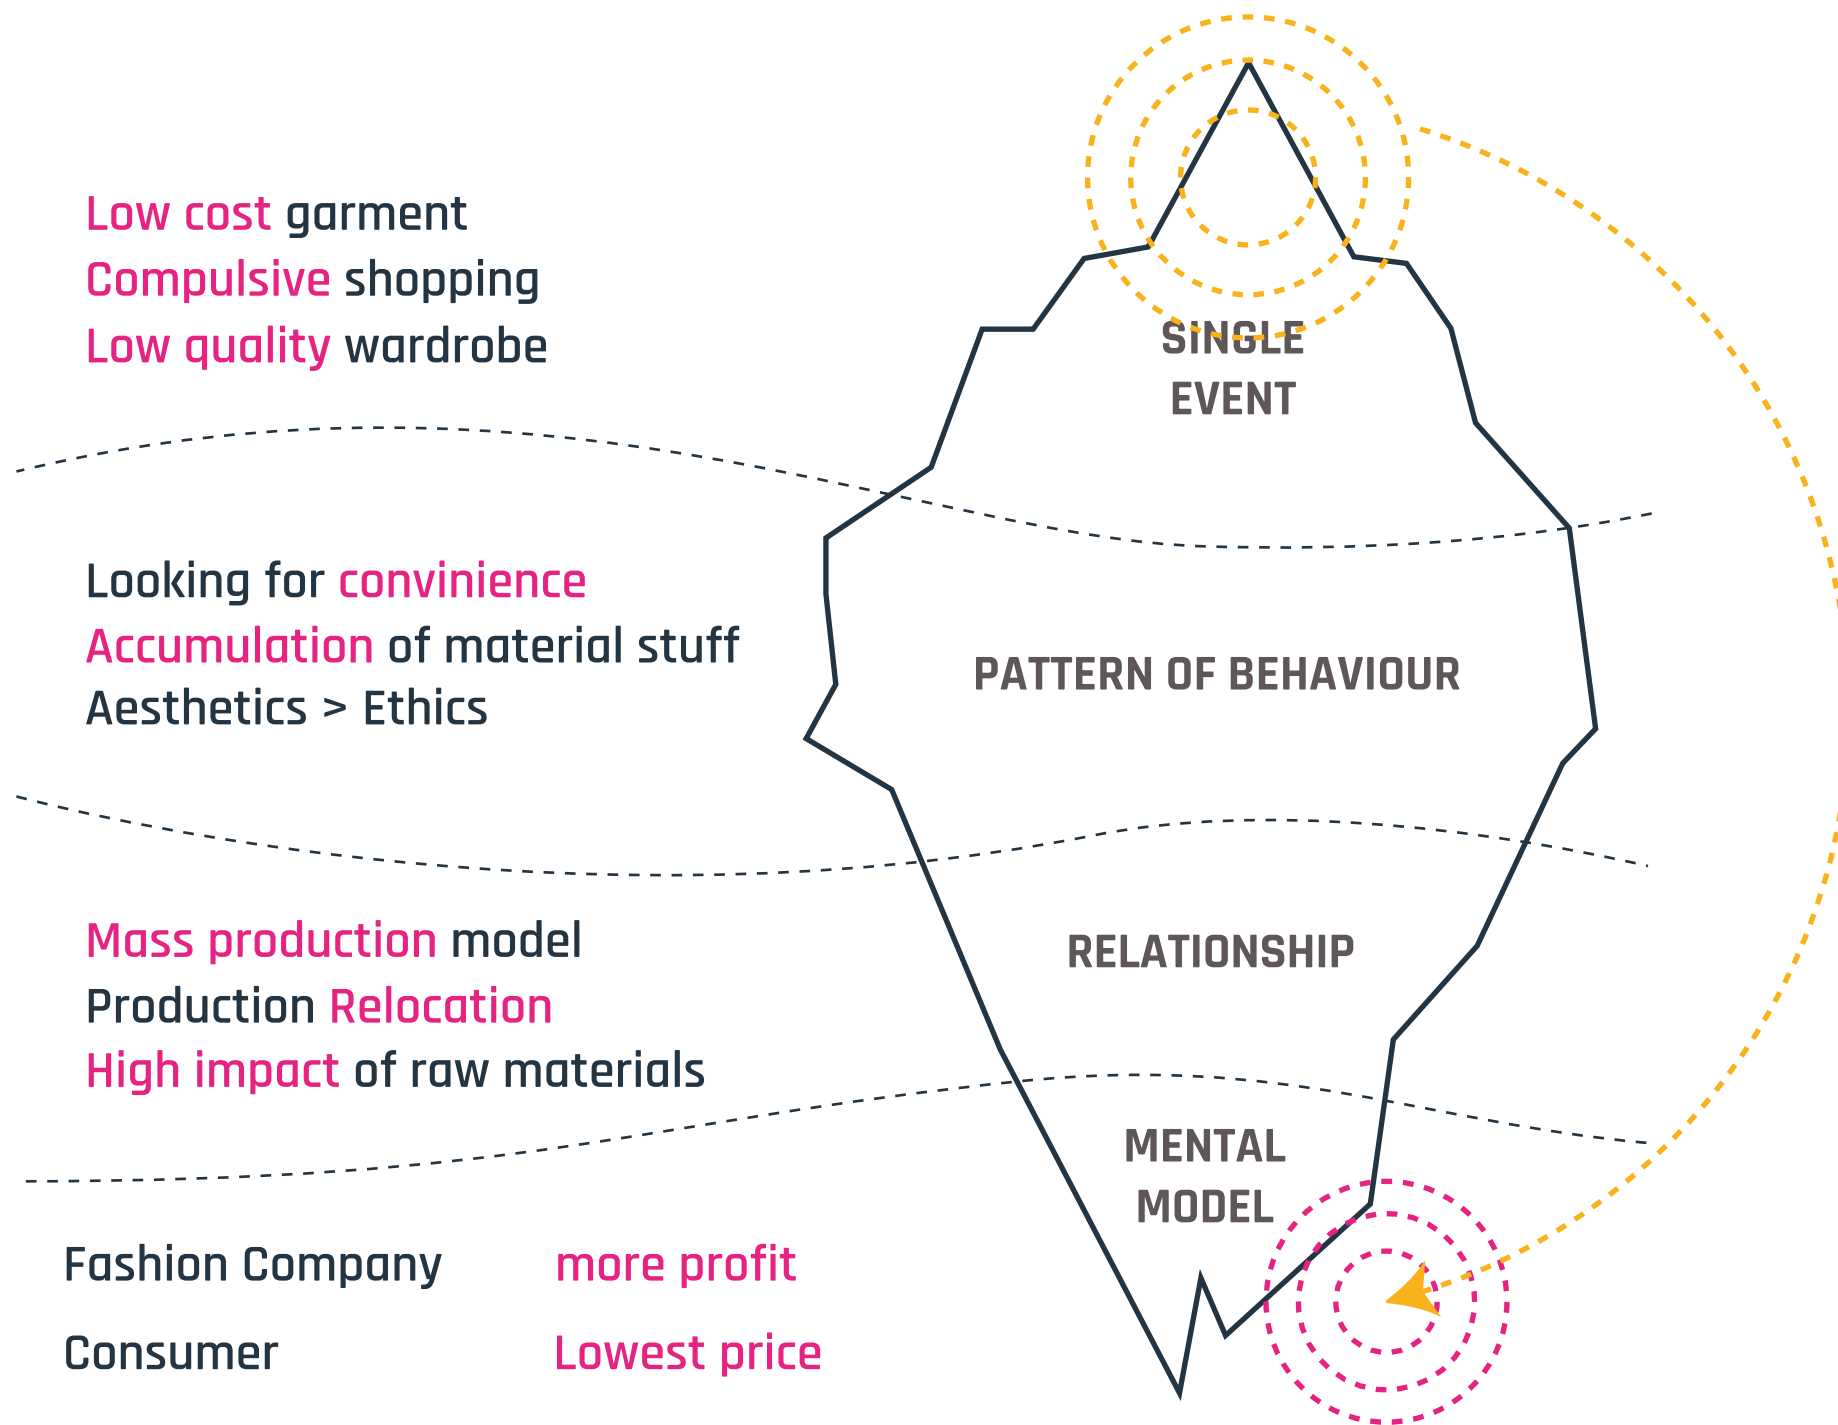 Low cost garment
Compulsive shopping
Low quality wardrobe
SINGLE
EVENT
Looking for convinience
Accumulation of material stuff
Aesthetics > Ethics
PATTERN OF BEHAVIOUR
Mass production model
Production Relocation
High impact of raw materials
RELATIONSHIP
MENTAL
MODEL
Fashion Company more profit
Consumer Lowest price